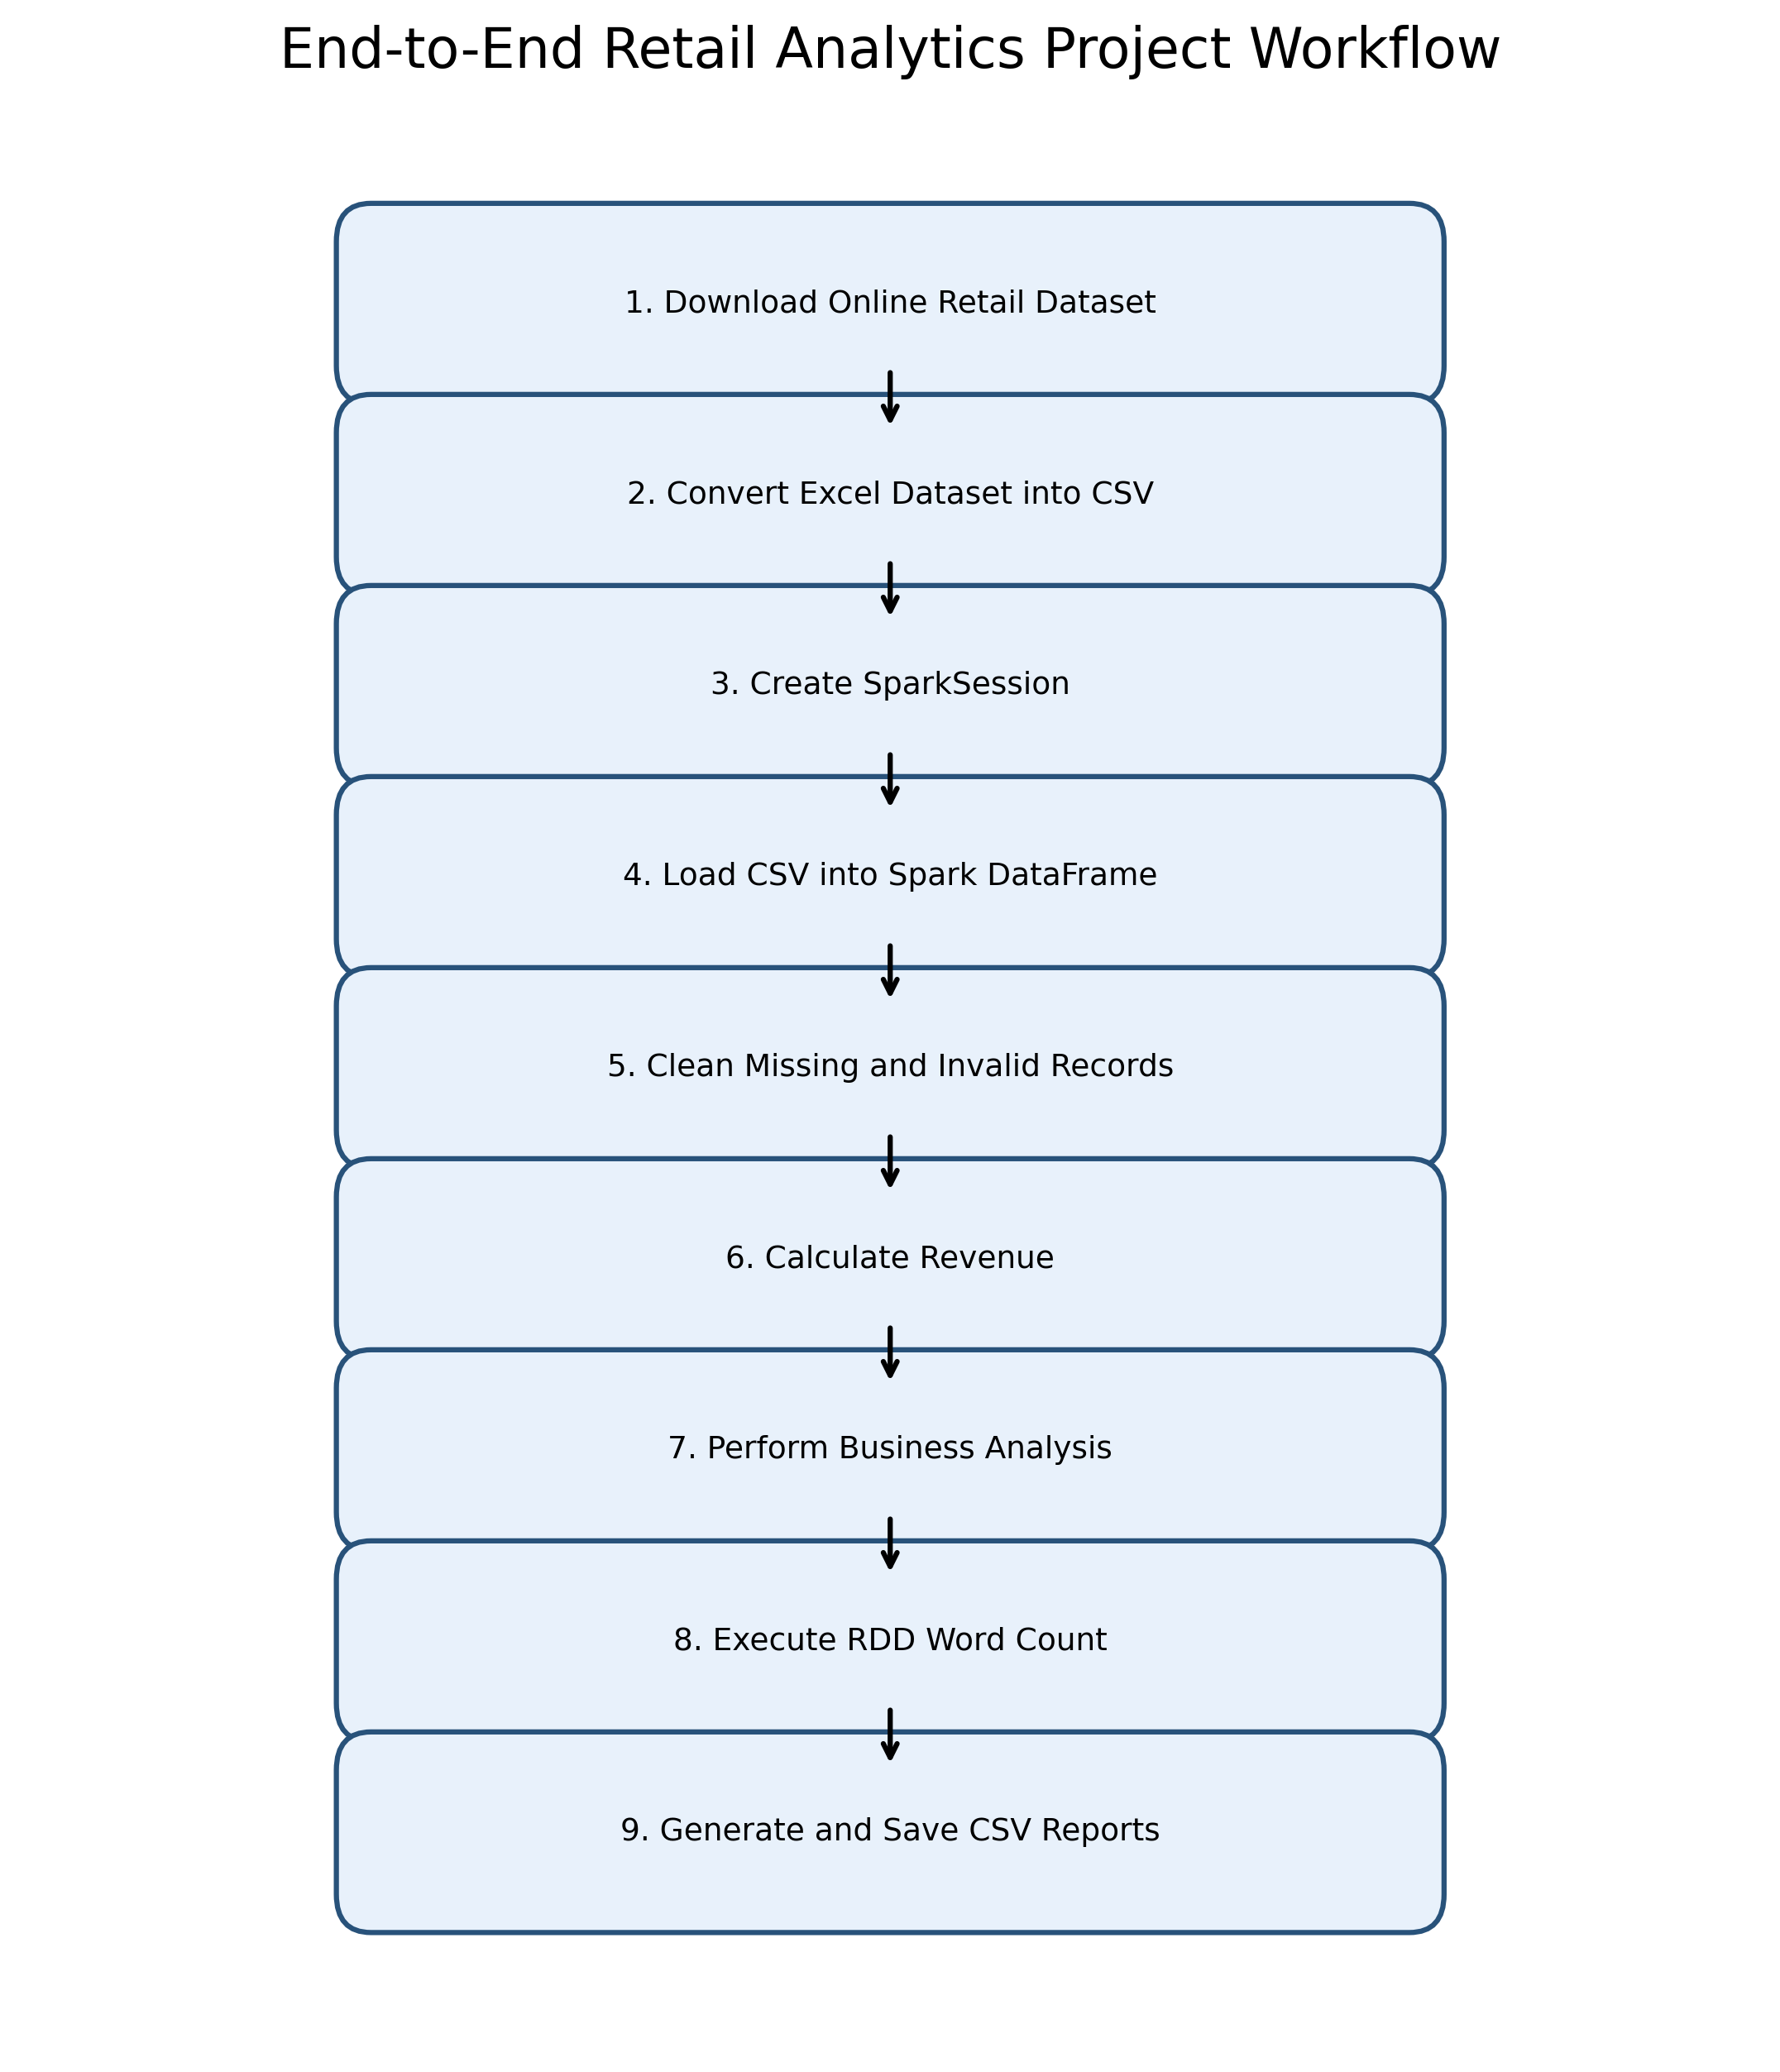 End-to-End Retail Analytics Project Workflow
1. Download Online Retail Dataset
2. Convert Excel Dataset into CSV
3. Create SparkSession
4. Load CSV into Spark DataFrame
5. Clean Missing and Invalid Records
6. Calculate Revenue
7. Perform Business Analysis
8. Execute RDD Word Count
9. Generate and Save CSV Reports